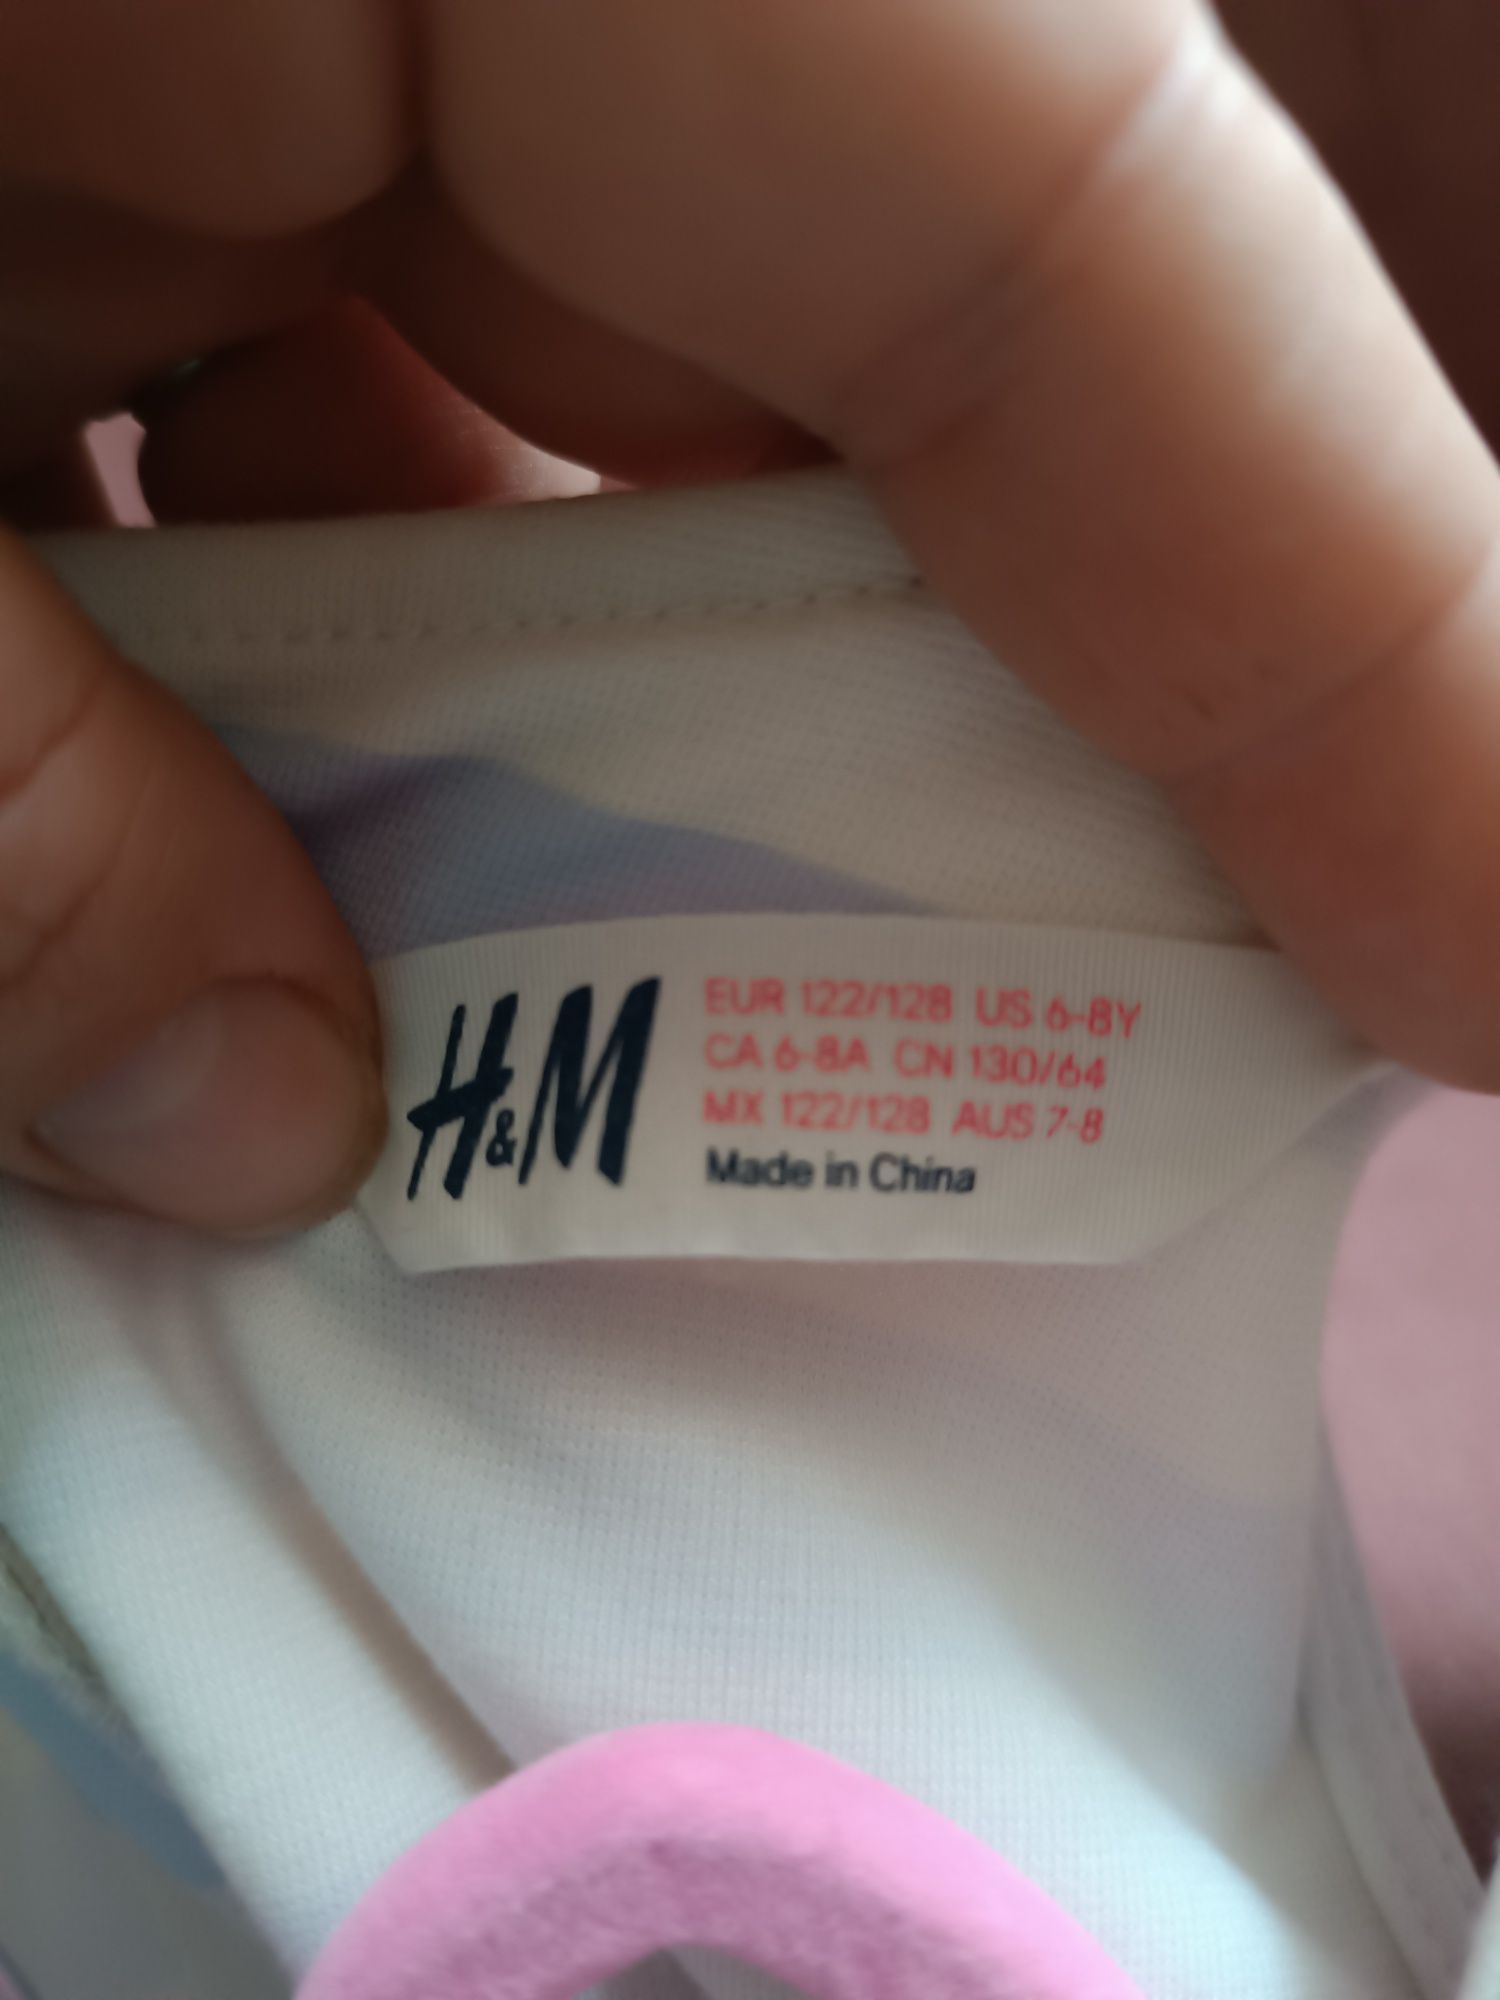 H&M
EUR 122/128 US 6-8Y
CA 6-8A CN 130/64
MX 122/128 AUS 7-8
Made in China